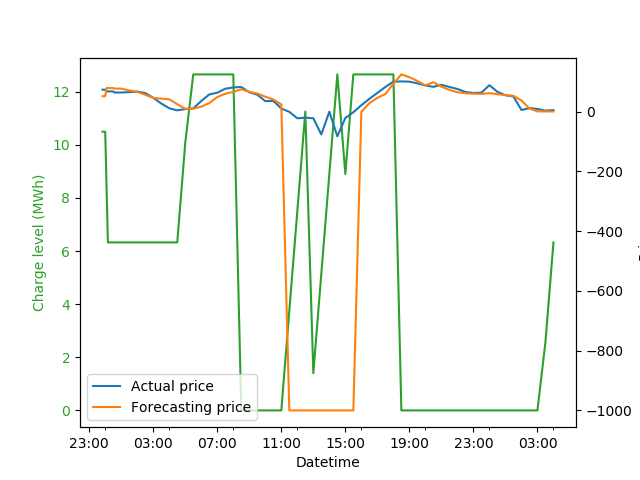 12
10
8
6
4
2
0
Charge level (MWh)
0
−200
−400
−600
−800
−1000
Actual price
Forecasting price
23:00 03:00 07:00 11:00 15:00 19:00 23:00 03:00
Datetime